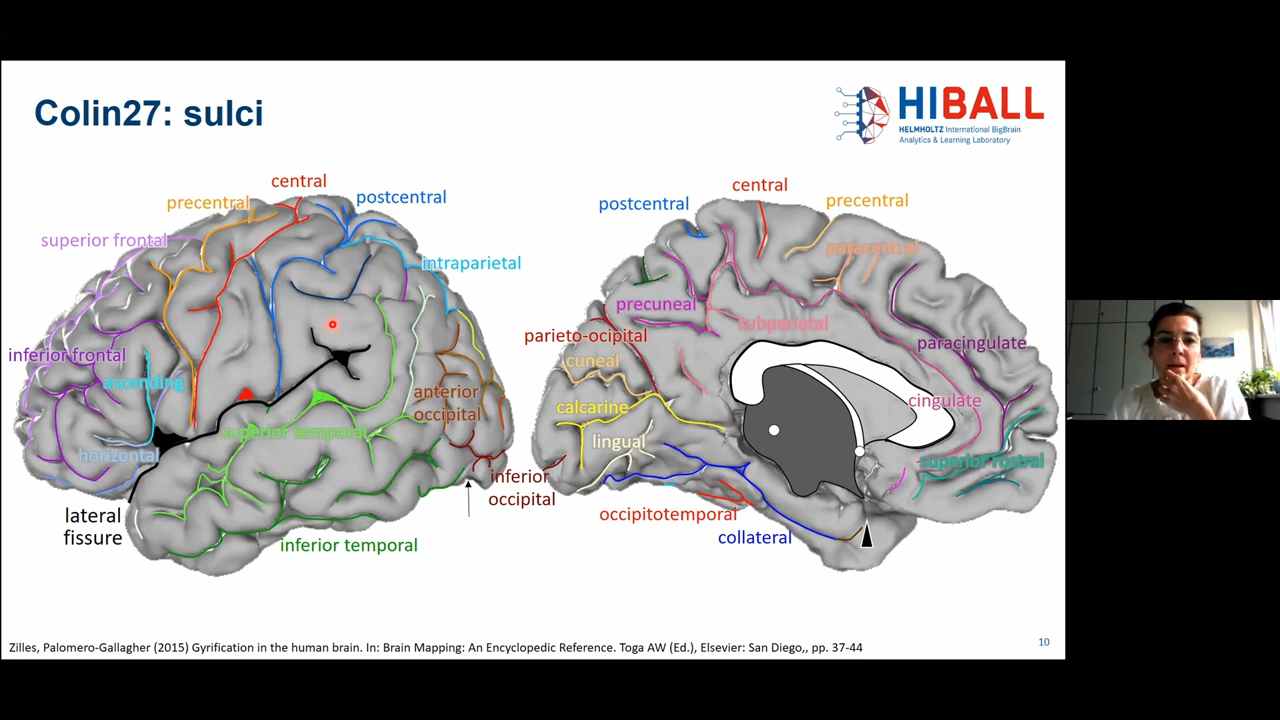 Colin27: sulci
HIBALL
HELMHOLTZ International BigBrain
Analytics & Learning Laboratory
central
precentral
postcentral
superior frontal
intraparietal
inferior frontal
ascending
anterior
occipital
superior temporal
horizontal
inferior
occipital
lateral
fissure
inferior temporal
central
postcentral
precentral
paracentral
precuneal
subparietal
parieto-ocipital
paracingulate
cuneal
cingulate
calcarine
lingual
superior rostral
occipitotemporal
collateral
10
Zilles, Palomero-Gallagher (2015) Gyrification in the human brain. In: Brain Mapping: An Encyclopedic Reference. Toga AW (Ed.), Elsevier: San Diego,, pp. 37-44